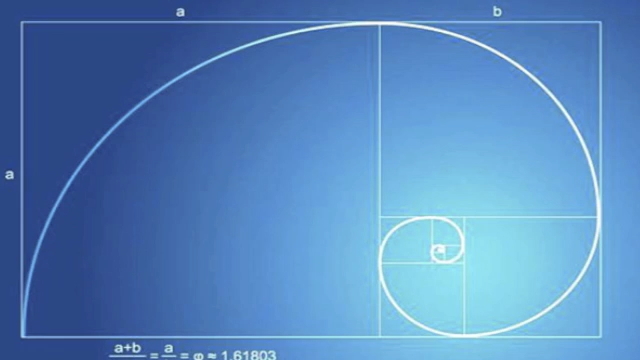 a
b
a
a+b/a = a/b = φ ≈ 1.61803